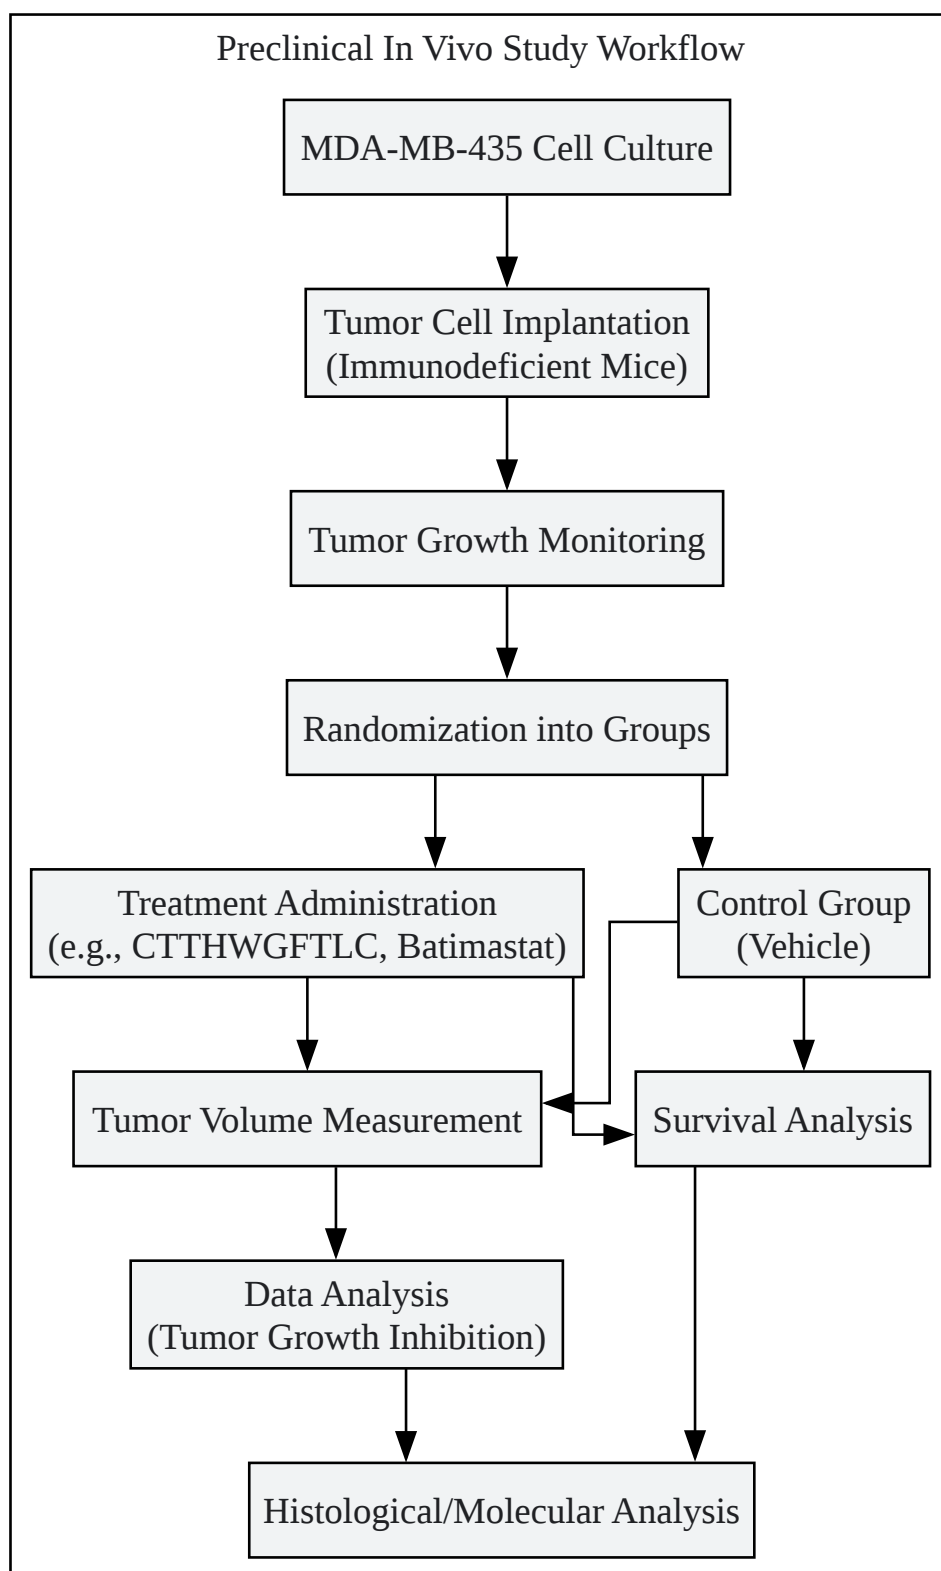 Preclinical In Vivo Study Workflow
MDA-MB-435 Cell Culture
Tumor Cell Implantation
(Immunodeficient Mice)
Tumor Growth Monitoring
Randomization into Groups
Treatment Administration
(e.g., CTTHWGFTLC, Batimastat)
Control Group
(Vehicle)
Tumor Volume Measurement
Survival Analysis
Data Analysis
(Tumor Growth Inhibition)
Histological/Molecular Analysis